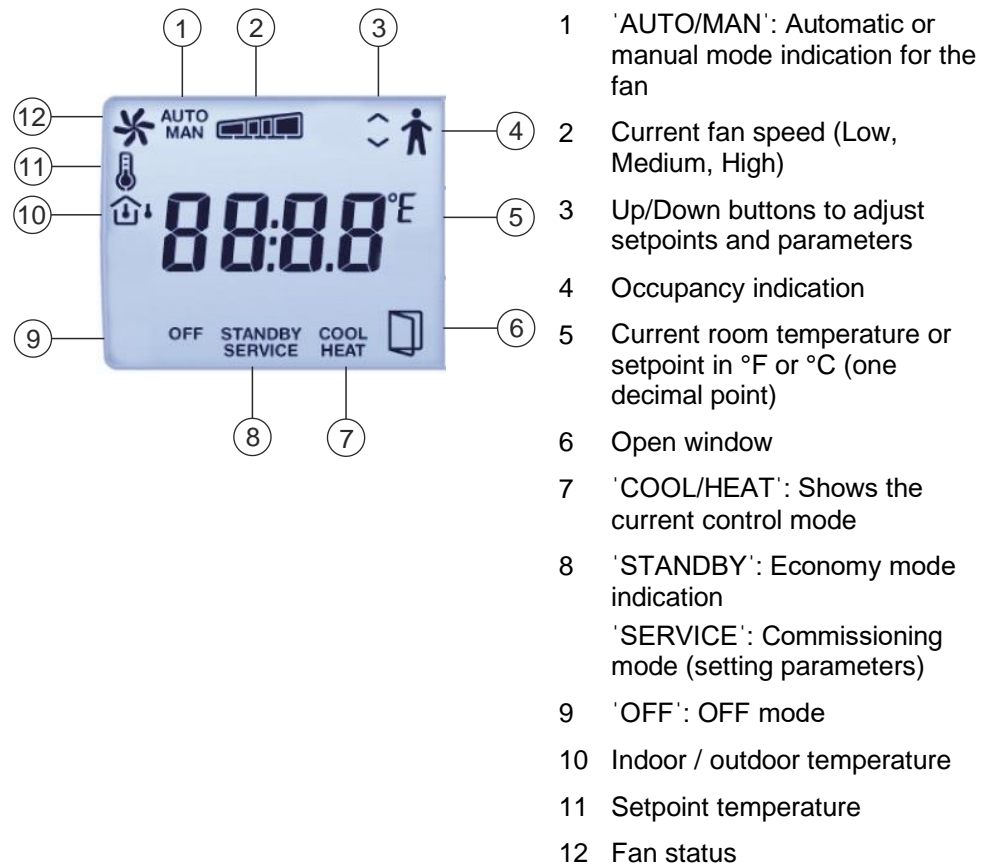 1
2
3
12
AUTO
MAN
4
11
10
88:8.8°E
5
9
OFF STANDBY COOL
SERVICE HEAT
6
8
7
1 'AUTO/MAN': Automatic or
manual mode indication for the
fan
2 Current fan speed (Low,
Medium, High)
3 Up/Down buttons to adjust
setpoints and parameters
4 Occupancy indication
5 Current room temperature or
setpoint in °F or °C (one
decimal point)
6 Open window
7 'COOL/HEAT': Shows the
current control mode
8 'STANDBY': Economy mode
indication
'SERVICE': Commissioning
mode (setting parameters)
9 'OFF': OFF mode
10 Indoor / outdoor temperature
11 Setpoint temperature
12 Fan status